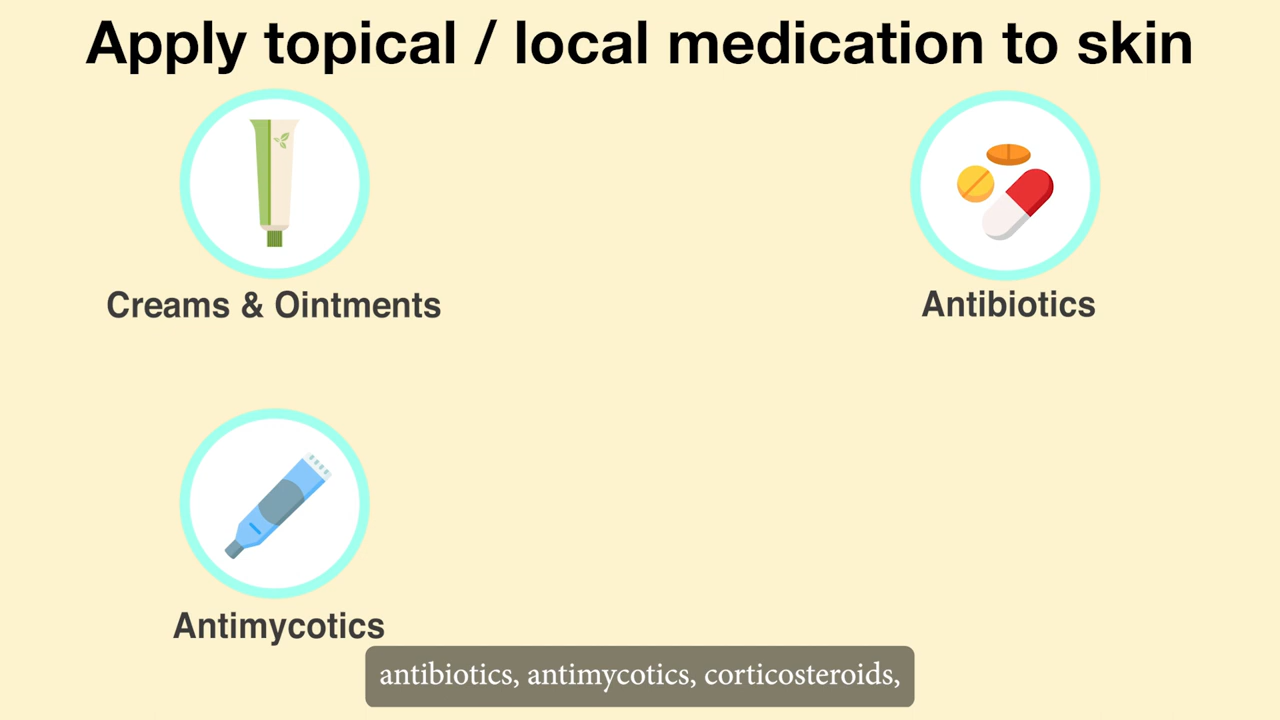 Apply topical / local medication to skin
Creams & Ointments
Antibiotics
Antimycotics
antibiotics, antimycotics, corticosteroids,